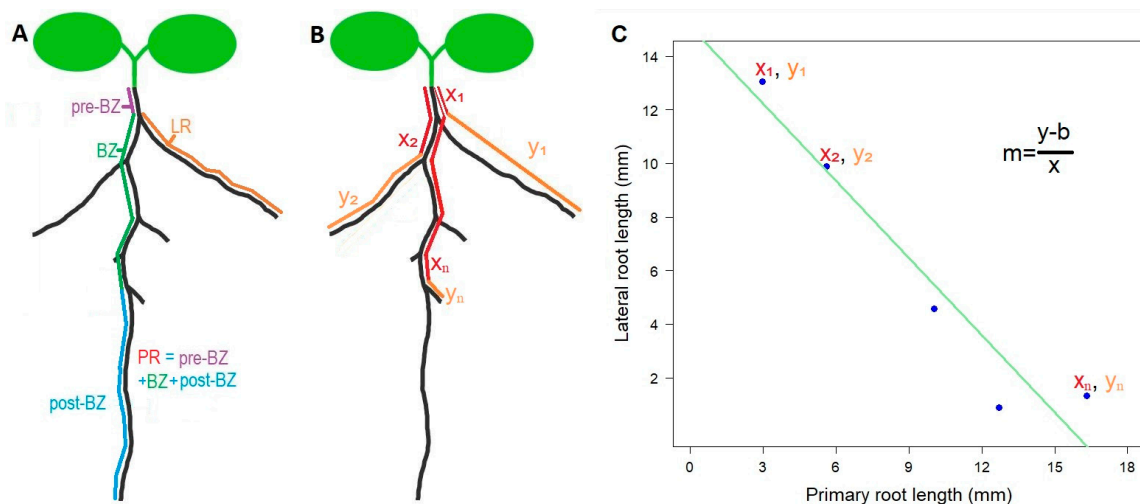 A
pre-BZ
LR
BZ
PR = pre-BZ
+BZ+post-BZ
post-BZ
B
x₁
x₂
y₁
y₂
xₙ
yₙ
C
Lateral root length (mm)
14
12
10
8
6
4
2
x₁, y₁
x₂, y₂
xₙ, yₙ
m=y-b/x
0 3 6 9 12 15 18
Primary root length (mm)